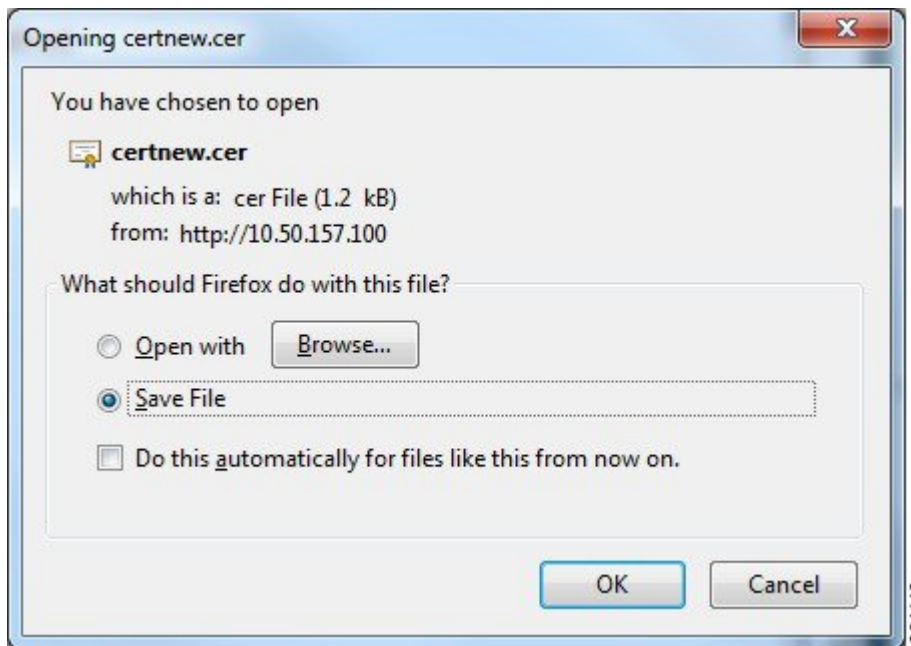 Opening certnew.cer
You have chosen to open
certnew.cer
which is a: cer File (1.2 kB)
from: http://10.50.157.100
What should Firefox do with this file?
Open with Browse...
Save File
Do this automatically for files like this from now on.
OK Cancel